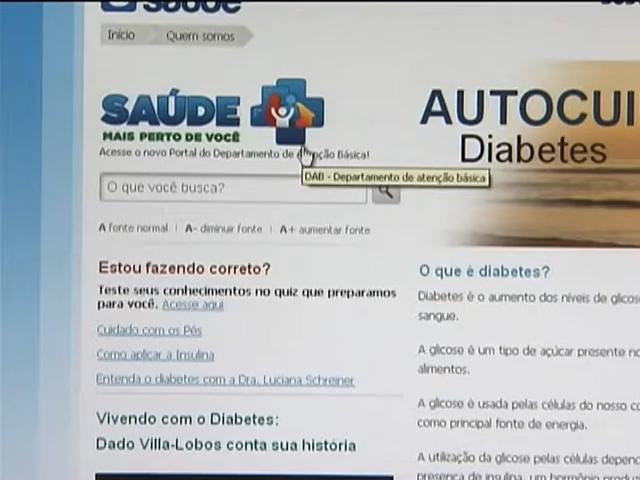 Início
Quem somos
SAÚDE
MAIS PERTO DE VOCÊ
Acesse o novo Portal do Departamento de Atenção Básica!
DAB - Departamento de atenção básica
O que você busca?
A fonte normal | A- diminuir fonte | A+ aumentar fonte
Estou fazendo correto?
Teste seus conhecimentos no quiz que preparamos
para você. Acesse aqui
Cuidado com os Pés
Como aplicar a Insulina
Entenda o diabetes com a Dra. Luciana Schreiner
Vivendo com o Diabetes:
Dado Villa-Lobos conta sua história
AUTOCUI
Diabetes
O que é diabetes?
Diabetes é o aumento dos níveis de glicos
sangue.
A glicose é um tipo de açúcar presente no
alimentos.
A glicose é usada pelas células do nosso co
como principal fonte de energia.
A utilização da glicose pelas células depend
presença de insulina, um hormônio produz